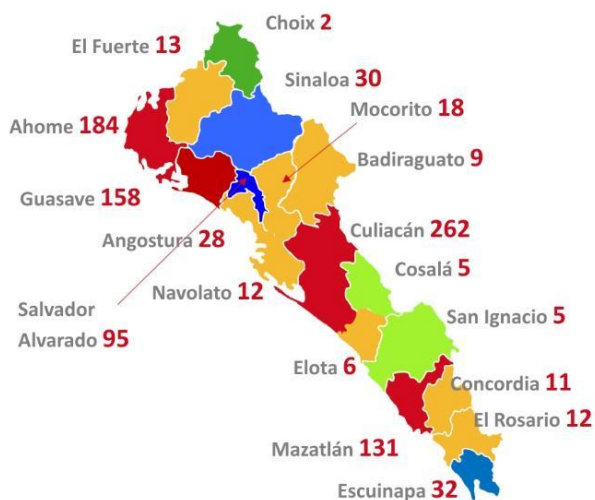 Choix 2
El Fuerte 13
Sinaloa 30
Mocorito 18
Ahome 184
Badiraguato 9
Guasave 158
Culiacán 262
Angostura 28
Cosalá 5
Navolato 12
Salvador
Alvarado 95
San Ignacio 5
Elota 6
Concordia 11
El Rosario 12
Mazatlán 131
Escuinapa 32